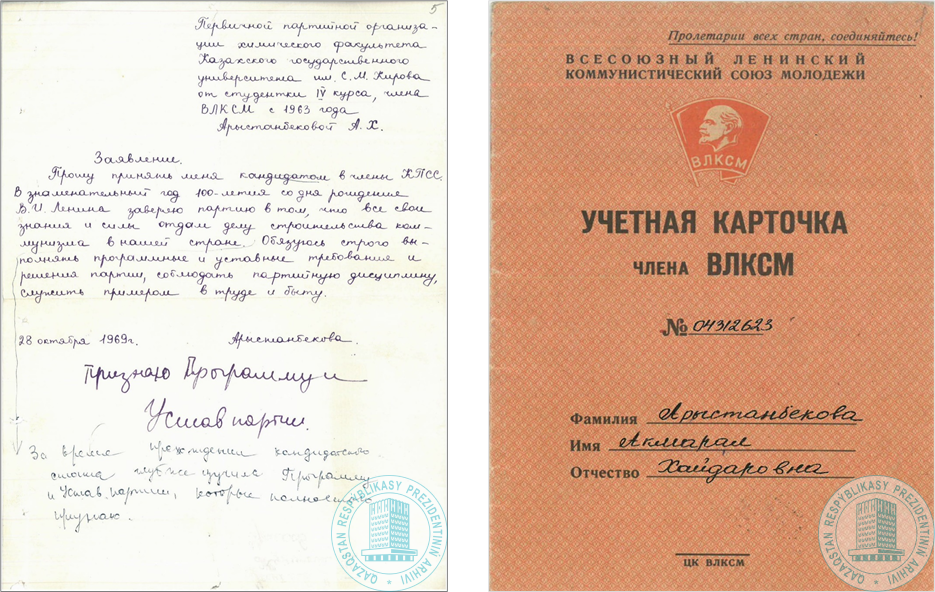 5
Первичной партийной организа-
ции химического факультета
Казахского государственного
университета им. С. М. Кирова
от студентки IV курса, члена
ВЛКСМ с 1963 года
Арыстанбековой А. Х.
Заявление.
Прошу принять меня кандидатом в члены КПСС.
В знаменательный год 100-летия со дня рождения
В. И. Ленина заверяю партию в том, что все свои
знания и силы отдам делу строительства ком-
мунизма в нашей стране. Обязуюсь строго вы-
полнять програмные и уставные требования и
решения партии, соблюдать партийную дисциплину,
служить примером в труде и быту.
28 октября 1969г. Арыстанбекова.
Признаю Программу и
Устав партии.
За время прохождения кандидатского
стажа глубже изучила Программу
и Устав партии, которые полностью
признаю.
QAZAQSTAN RESPÝBLIKASY PREZIDENTINIŃ ARHIVI
Пролетарии всех стран, соединяйтесь!
ВСЕСОЮЗНЫЙ ЛЕНИНСКИЙ
КОММУНИСТИЧЕСКИЙ СОЮЗ МОЛОДЕЖИ
ВЛКСМ
УЧЕТНАЯ КАРТОЧКА
ЧЛЕНА ВЛКСМ
№ 04312623
Фамилия Арыстанбекова
Имя Акмарал
Отчество Хайдаровна
ЦК ВЛКСМ
QAZAQSTAN RESPÝBLIKASY PREZIDENTINIŃ ARHIVI